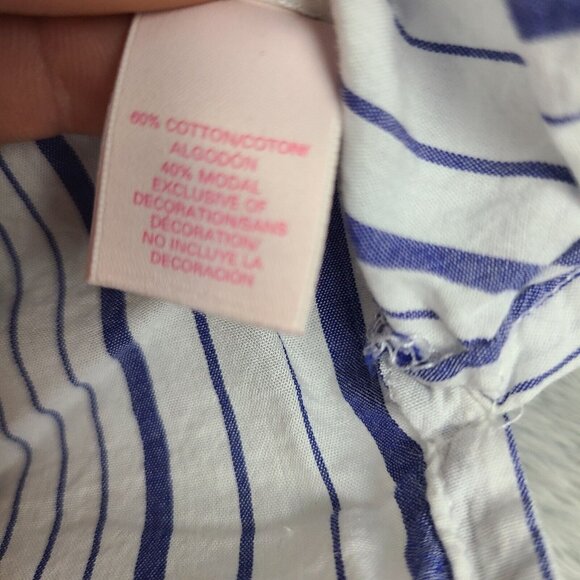 60% COTTON/COTON/
ALGODÓN
40% MODAL
EXCLUSIVE OF
DECORATION/SANS
DÉCORATION/
NO INCLUYE LA
DECORACIÓN